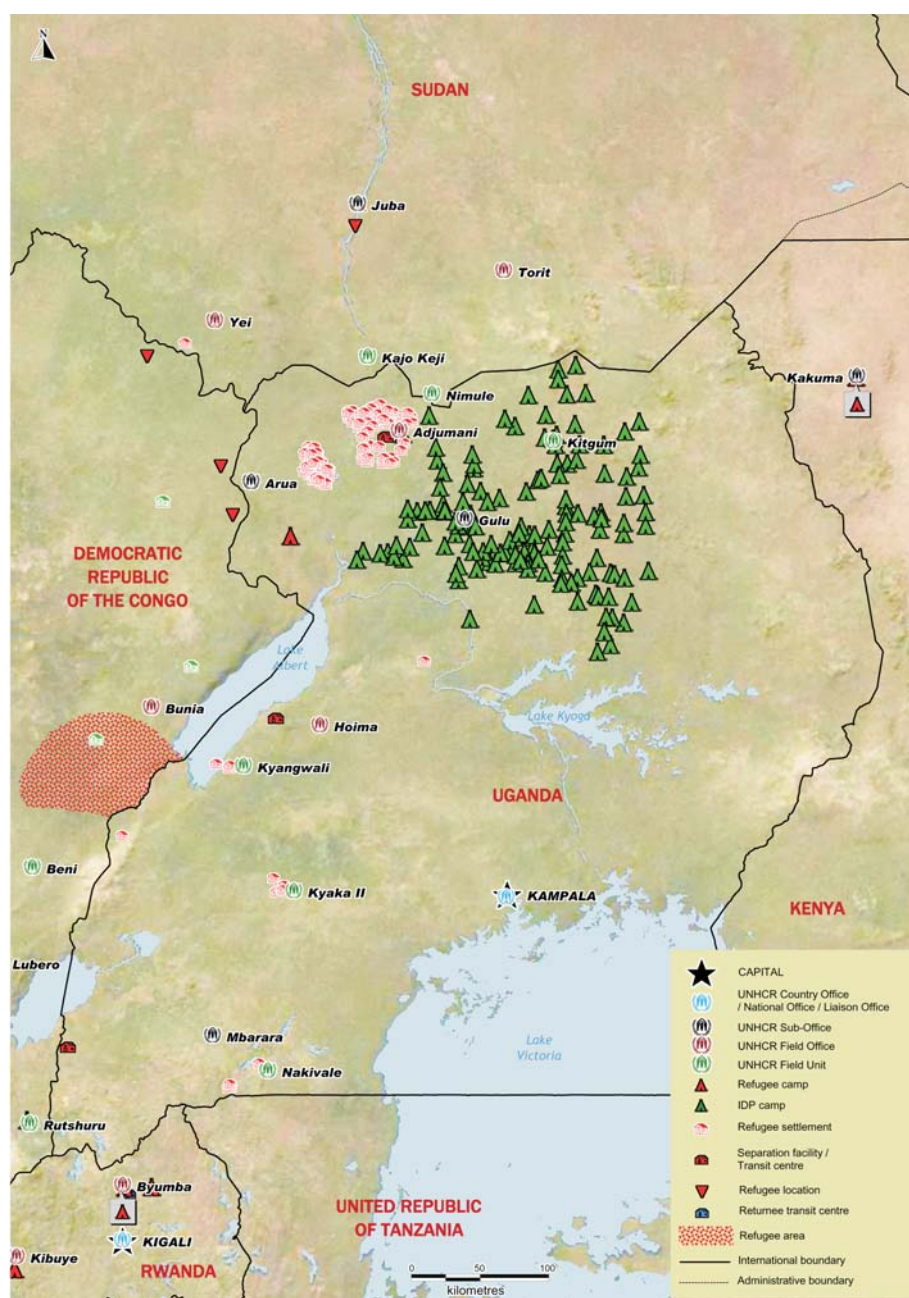 N
SUDAN
Juba
Torit
Yei
Kajo Keji
Kakuma
Nimule
Adjumani
Kitgum
Arua
Gulu
DEMOCRATIC
REPUBLIC
OF THE CONGO
Lake
Albert
Bunia
Hoima
Lake Kyoga
Kyangwali
UGANDA
Beni
Kyaka II
KAMPALA
KENYA
Lubero
Mbarara
Lake
Victoria
Nakivale
Rutshuru
Byumba
UNITED REPUBLIC
OF TANZANIA
KIGALI
Kibuye
RWANDA
0 50 100
kilometres
CAPITAL
UNHCR Country Office
/ National Office / Liaison Office
UNHCR Sub-Office
UNHCR Field Office
UNHCR Field Unit
Refugee camp
IDP camp
Refugee settlement
Separation facility /
Transit centre
Refugee location
Returnee transit centre
Refugee area
International boundary
Administrative boundary